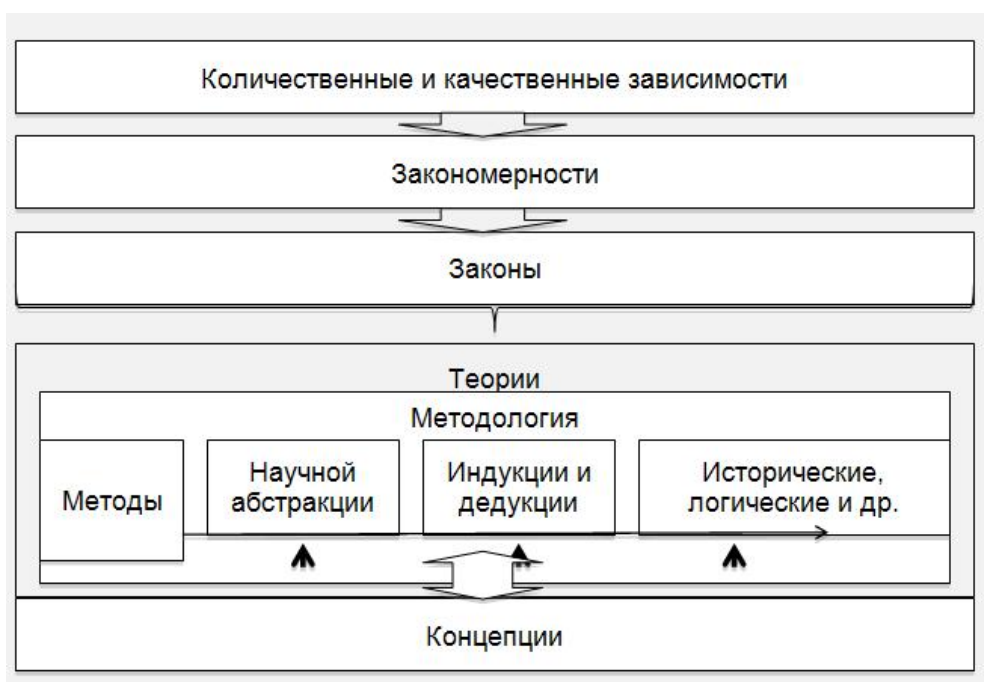 Количественные и качественные зависимости
Закономерности
Законы
Теории
Методология
Методы
Научной
абстракции
Индукции и
дедукции
Исторические,
логические и др.
Концепции